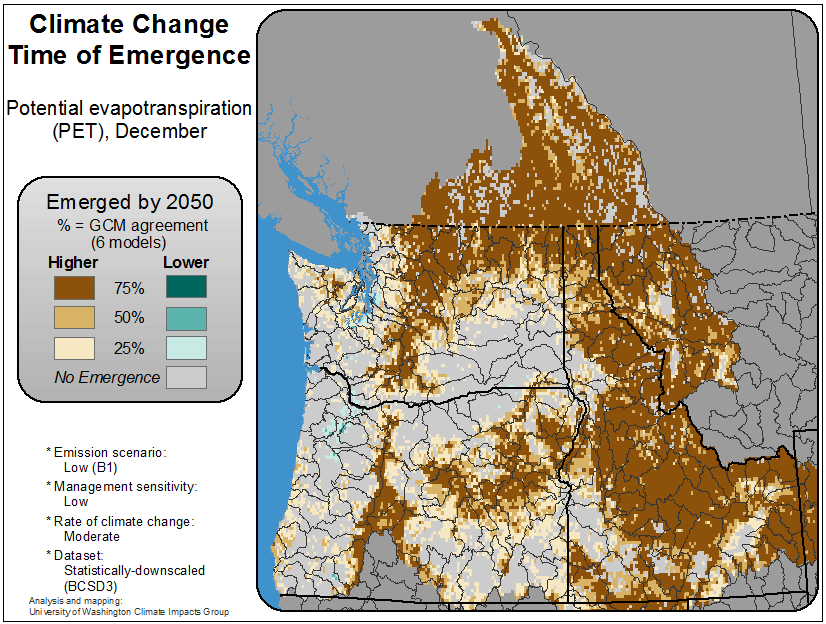 Climate Change
Time of Emergence
Potential evapotranspiration
(PET), December
Emerged by 2050
% = GCM agreement
(6 models)
Higher Lower
75%
50%
25%
No Emergence
* Emission scenario:
Low (B1)
* Management sensitivity:
Low
* Rate of climate change:
Moderate
* Dataset:
Statistically-downscaled
(BCSD3)
Analysis and mapping:
University of Washington Climate Impacts Group